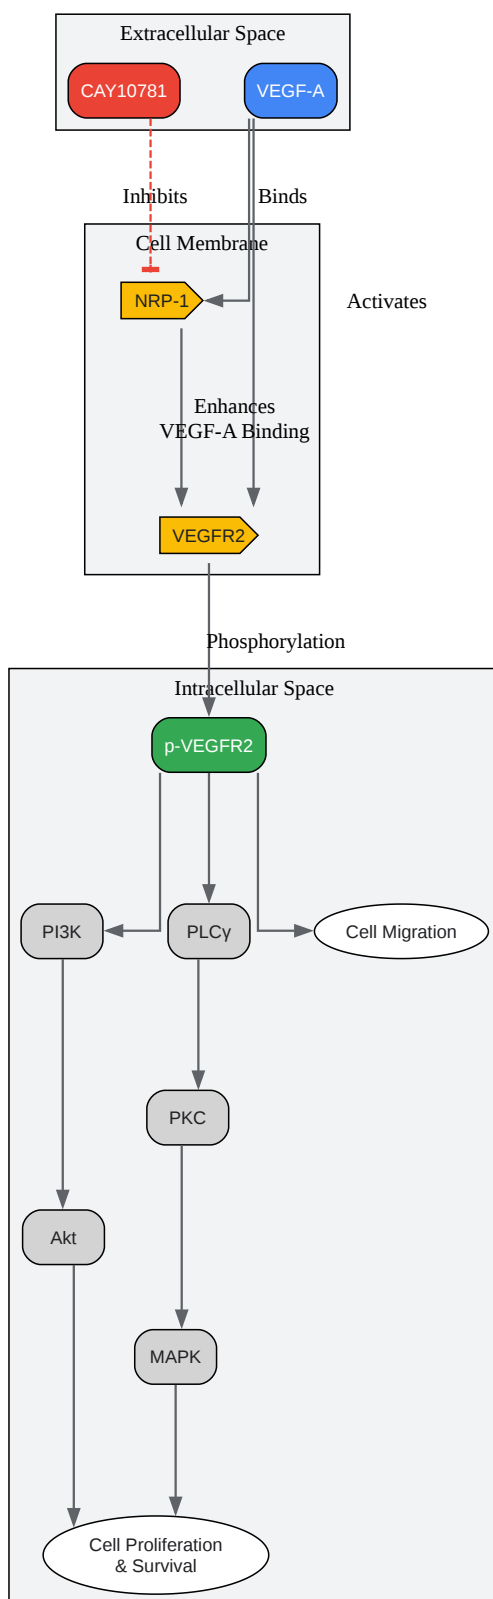 Extracellular Space
CAY10781
VEGF-A
Inhibits
Binds
Cell Membrane
NRP-1
Activates
Enhances
VEGF-A Binding
VEGFR2
Phosphorylation
Intracellular Space
p-VEGFR2
PI3K
PLCγ
Cell Migration
PKC
Akt
MAPK
Cell Proliferation
& Survival